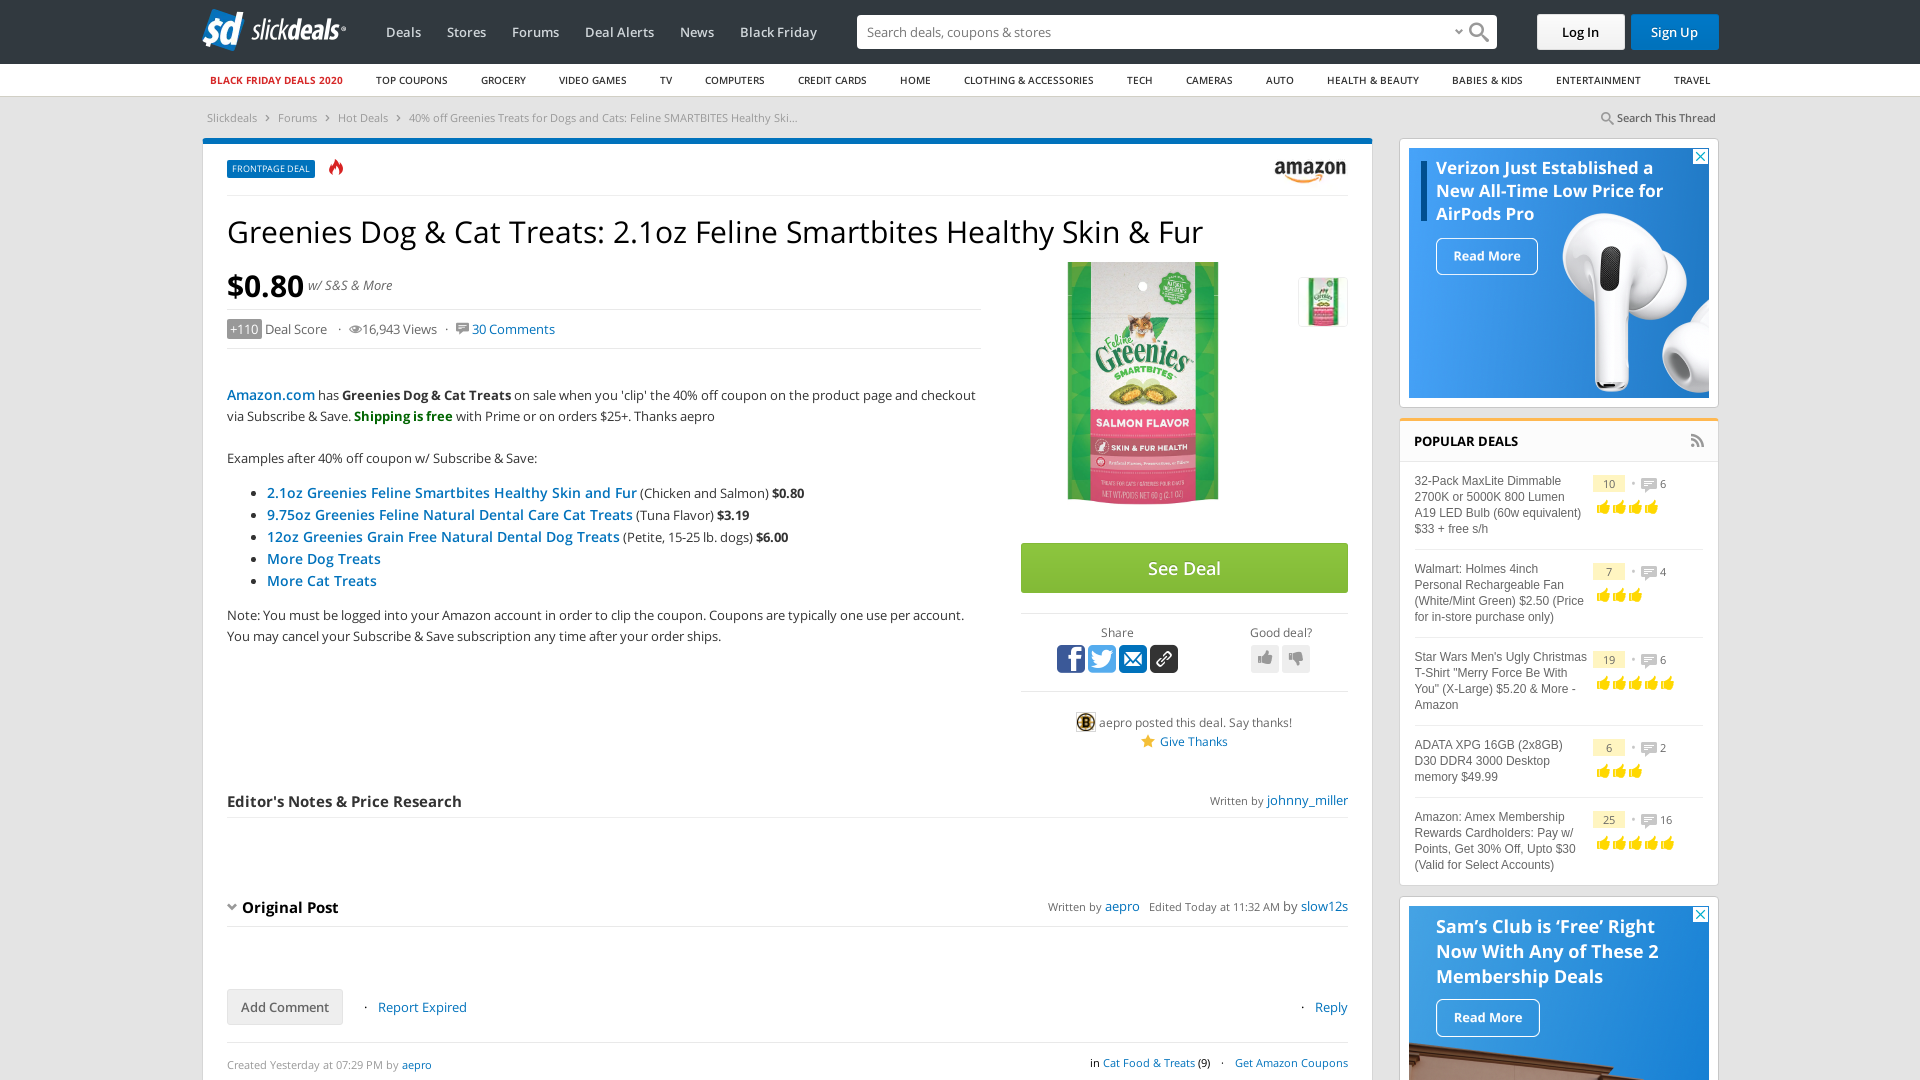 sd slickdeals
Deals Stores Forums Deal Alerts News Black Friday
Search deals, coupons & stores
Log In Sign Up
BLACK FRIDAY DEALS 2020 TOP COUPONS GROCERY VIDEO GAMES TV COMPUTERS CREDIT CARDS HOME CLOTHING & ACCESSORIES TECH CAMERAS AUTO HEALTH & BEAUTY BABIES & KIDS ENTERTAINMENT TRAVEL
Slickdeals › Forums › Hot Deals › 40% off Greenies Treats for Dogs and Cats: Feline SMARTBITES Healthy Ski...
Search This Thread
FRONTPAGE DEAL
amazon
Greenies Dog & Cat Treats: 2.1oz Feline Smartbites Healthy Skin & Fur
$0.80 w/ S&S & More
+110 Deal Score · 16,943 Views · 30 Comments
Amazon.com has Greenies Dog & Cat Treats on sale when you 'clip' the 40% off coupon on the product page and checkout
via Subscribe & Save. Shipping is free with Prime or on orders $25+. Thanks aepro
Examples after 40% off coupon w/ Subscribe & Save:
• 2.1oz Greenies Feline Smartbites Healthy Skin and Fur (Chicken and Salmon) $0.80
• 9.75oz Greenies Feline Natural Dental Care Cat Treats (Tuna Flavor) $3.19
• 12oz Greenies Grain Free Natural Dental Dog Treats (Petite, 15-25 lb. dogs) $6.00
• More Dog Treats
• More Cat Treats
Note: You must be logged into your Amazon account in order to clip the coupon. Coupons are typically one use per account.
You may cancel your Subscribe & Save subscription any time after your order ships.
Feline
Greenies
SMARTBITES
SALMON FLAVOR
SKIN & FUR HEALTH
NET WT/POIDS NET 60 g (2.1 OZ)
See Deal
Share
Good deal?
B aepro posted this deal. Say thanks!
Give Thanks
Editor's Notes & Price Research
Written by johnny_miller
Original Post
Written by aepro Edited Today at 11:32 AM by slow12s
Add Comment · Report Expired
· Reply
Created Yesterday at 07:29 PM by aepro
in Cat Food & Treats (9) · Get Amazon Coupons
Verizon Just Established a
New All-Time Low Price for
AirPods Pro
Read More
POPULAR DEALS
32-Pack MaxLite Dimmable
2700K or 5000K 800 Lumen
A19 LED Bulb (60w equivalent)
$33 + free s/h
10 • 6
Walmart: Holmes 4inch
Personal Rechargeable Fan
(White/Mint Green) $2.50 (Price
for in-store purchase only)
7 • 4
Star Wars Men's Ugly Christmas
T-Shirt "Merry Force Be With
You" (X-Large) $5.20 & More -
Amazon
19 • 6
ADATA XPG 16GB (2x8GB)
D30 DDR4 3000 Desktop
memory $49.99
6 • 2
Amazon: Amex Membership
Rewards Cardholders: Pay w/
Points, Get 30% Off, Upto $30
(Valid for Select Accounts)
25 • 16
Sam's Club is ‘Free’ Right
Now With Any of These 2
Membership Deals
Read More